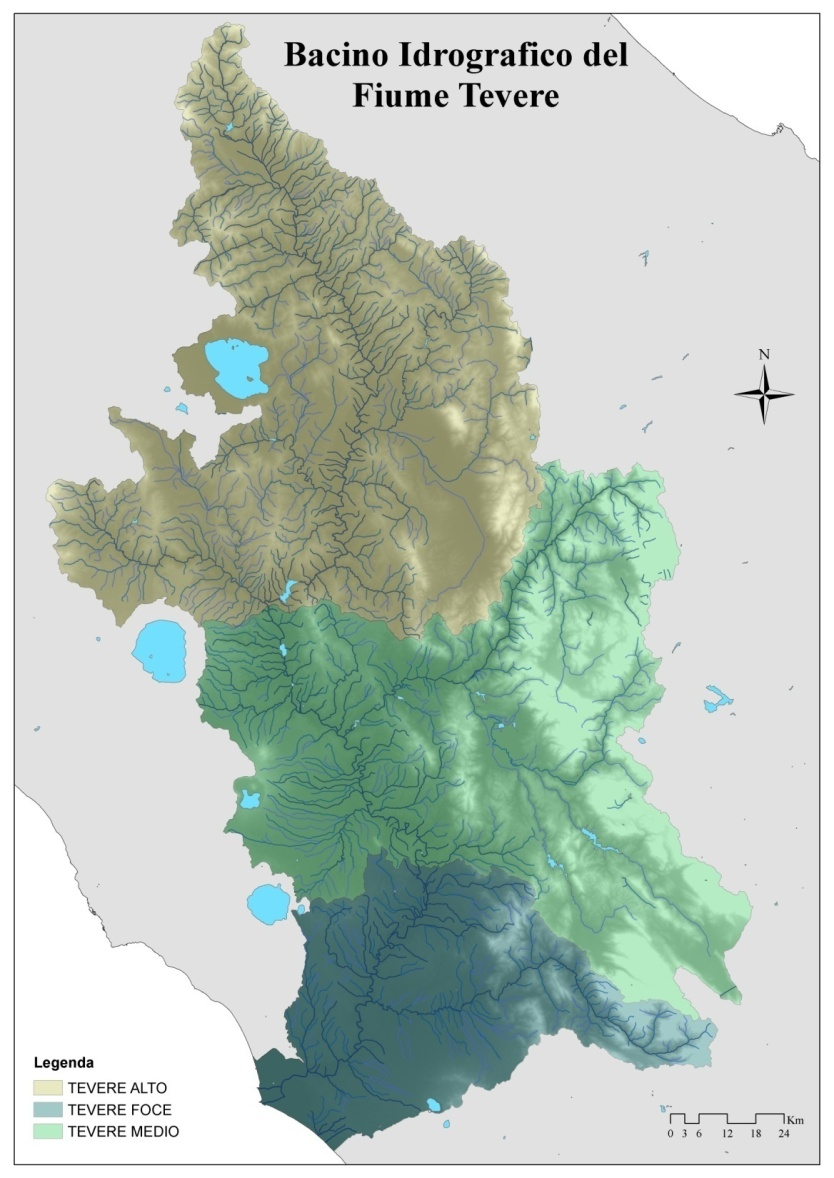 Bacino Idrografico del
Fiume Tevere
N
Legenda
TEVERE ALTO
TEVERE FOCE
TEVERE MEDIO
Km
0 3 6 12 18 24